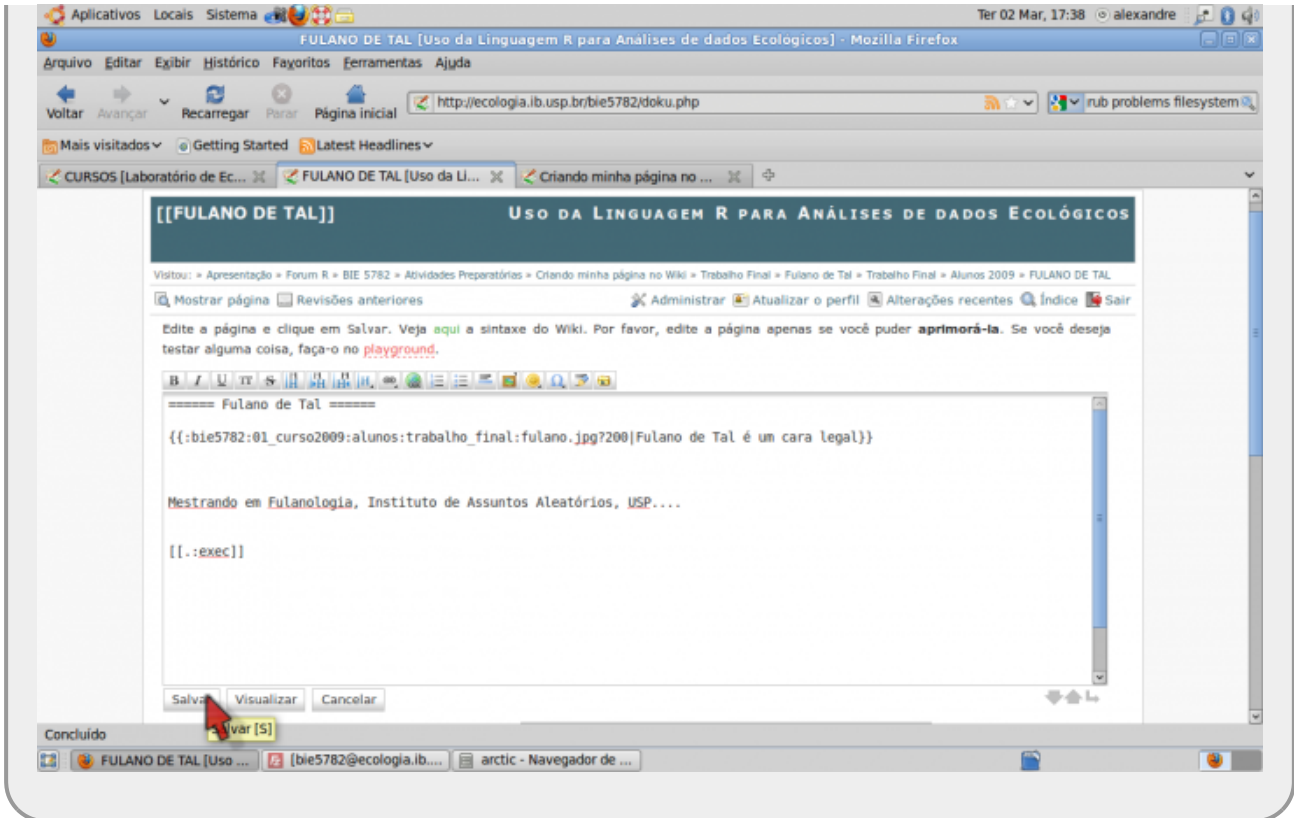 Aplicativos Locais Sistema Ter 02 Mar, 17:38 alexandre
FULANO DE TAL [Uso da Linguagem R para Análises de dados Ecológicos] - Mozilla Firefox
Arquivo Editar Exibir Histórico Favoritos Ferramentas Ajuda
Voltar Avançar Recarregar Parar Página inicial http://ecologia.ib.usp.br/bie5782/doku.php rub problems filesystem
Mais visitados Getting Started Latest Headlines
CURSOS [Laboratório de Ec... FULANO DE TAL [Uso da Li... Criando minha página no ...
[[FULANO DE TAL]] USO DA LINGUAGEM R PARA ANÁLISES DE DADOS ECOLÓGICOS
Visitou: » Apresentação » Forum R » BIE 5782 » Atividades Preparatórias » Criando minha página no Wiki » Trabalho Final » Fulano de Tal » Trabalho Final » Alunos 2009 » FULANO DE TAL
Mostrar página Revisões anteriores Administrar Atualizar o perfil Alterações recentes Índice Sair
Edite a página e clique em Salvar. Veja aqui a sintaxe do Wiki. Por favor, edite a página apenas se você puder aprimorá-la. Se você deseja
testar alguma coisa, faça-o no playground.
B I U TT S
====== Fulano de Tal ======
{{:bie5782:01_curso2009:alunos:trabalho_final:fulano.jpg?200|Fulano de Tal é um cara legal}}
Mestrando em Fulanologia, Instituto de Assuntos Aleatórios, USP....
[[.:exec]]
Salvar Visualizar Cancelar
Salvar [S]
Concluído
FULANO DE TAL [Uso ... [bie5782@ecologia.ib.... arctic - Navegador de ...